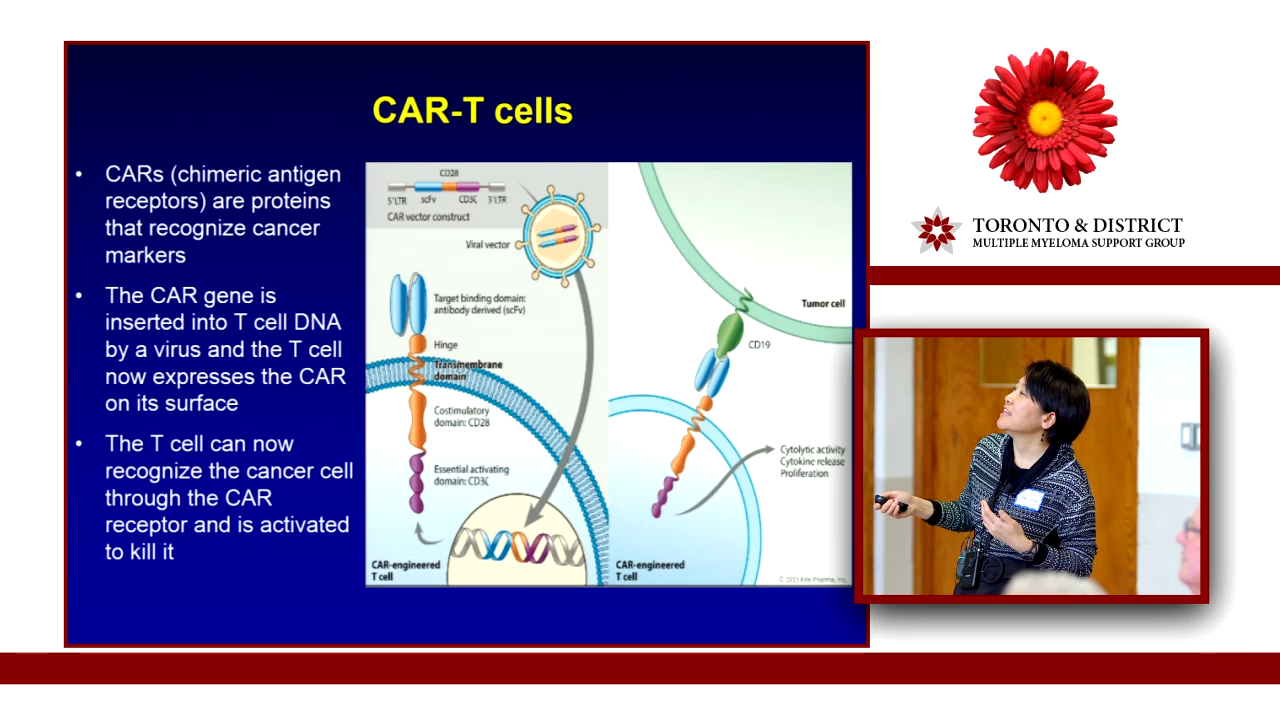 CAR-T cells
• CARs (chimeric antigen
receptors) are proteins
that recognize cancer
markers
• The CAR gene is
inserted into T cell DNA
by a virus and the T cell
now expresses the CAR
on its surface
• The T cell can now
recognize the cancer cell
through the CAR
receptor and is activated
to kill it
CD28
5'LTR scFv CD3ζ 3'LTR
CAR vector construct
Viral vector
Target binding domain:
antibody derived (scFv)
Hinge
Transmembrane
domain
Costimulatory
domain: CD28
Essential activating
domain: CD3ζ
CAR-engineered
T cell
Tumor cell
CD19
Cytolytic activity
Cytokine release
Proliferation
CAR-engineered
T cell
© 2015 Kite Pharma, Inc.
TORONTO & DISTRICT
MULTIPLE MYELOMA SUPPORT GROUP